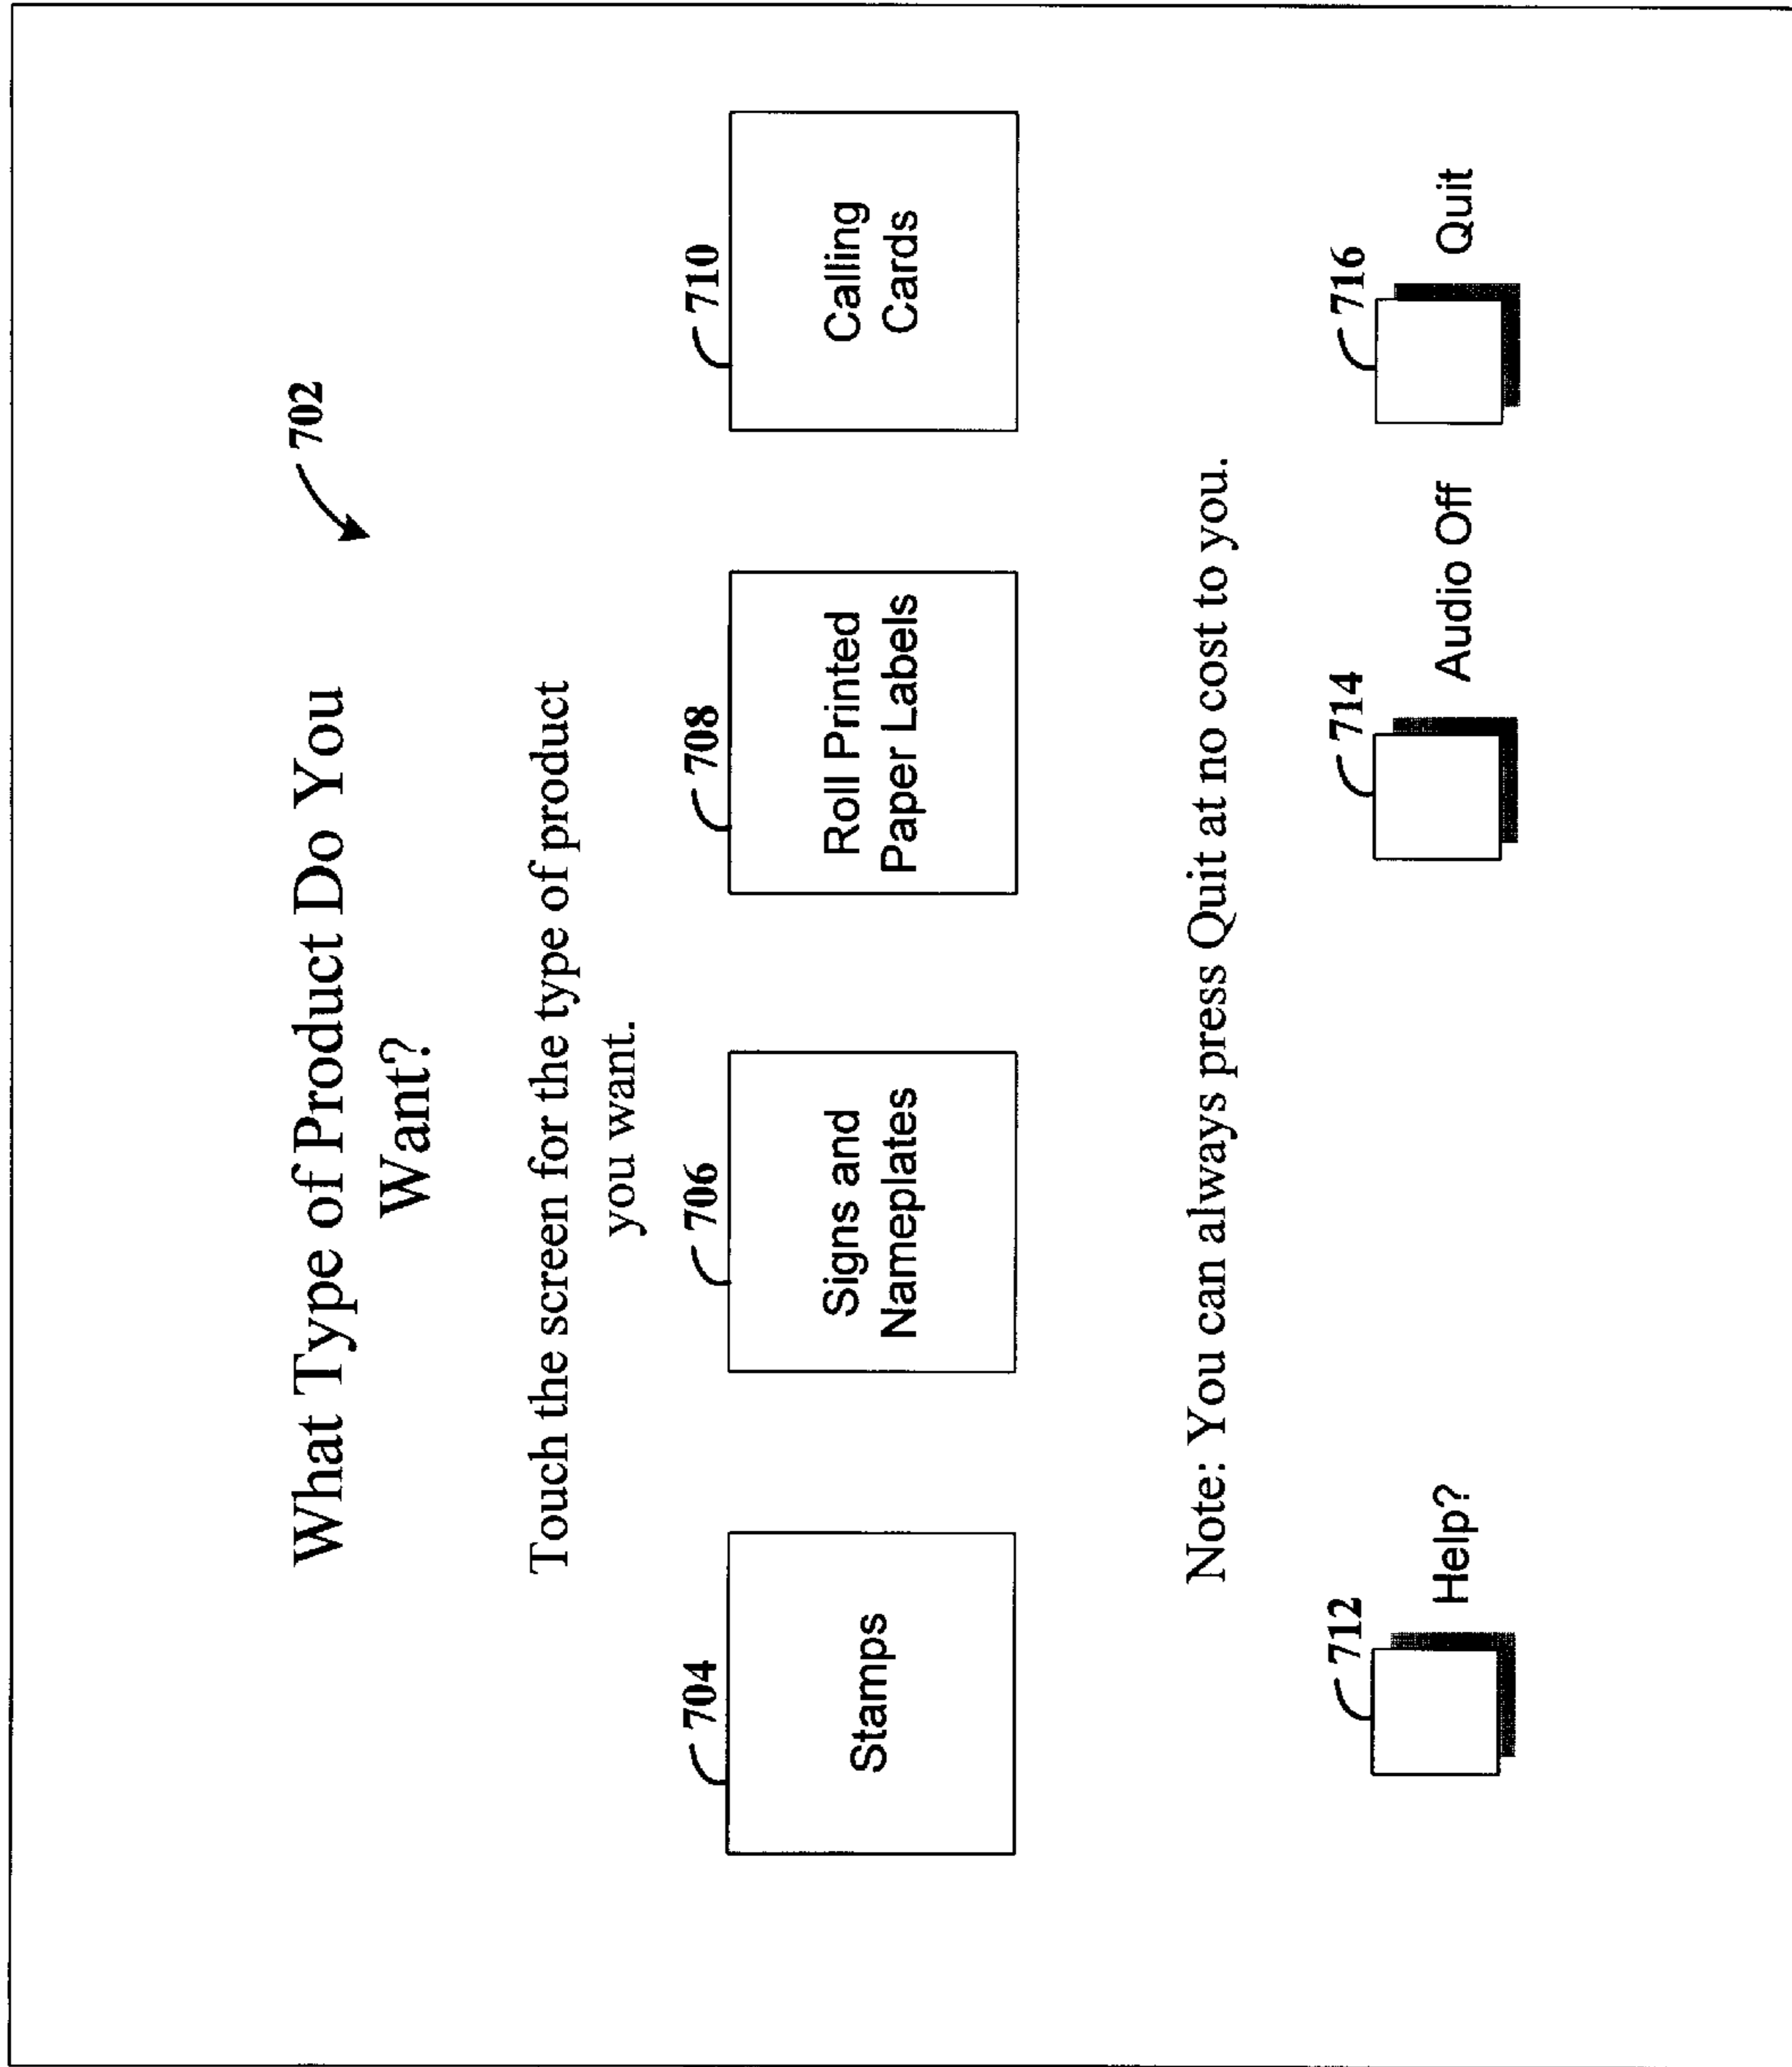 What Type of Product Do You
Want?
702
Touch the screen for the type of product
you want.
704
706
708
710
Stamps
Signs and
Nameplates
Roll Printed
Paper Labels
Calling
Cards
Note: You can always press Quit at no cost to you.
712
Help?
714
Audio Off
716
Quit